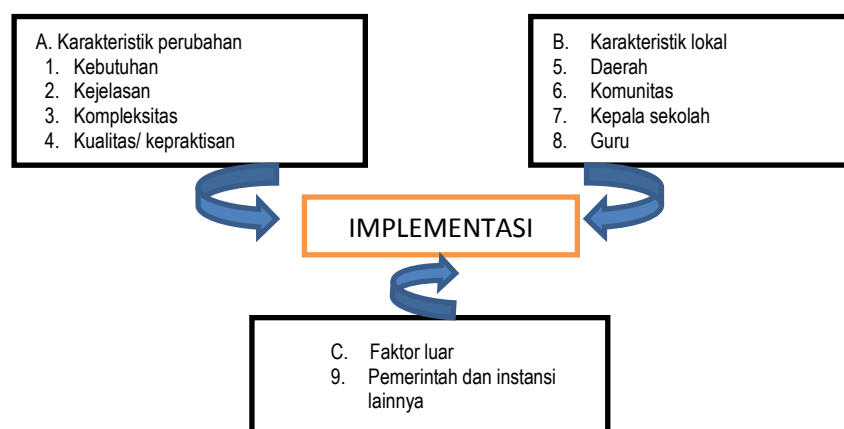 A. Karakteristik perubahan
1. Kebutuhan
2. Kejelasan
3. Kompleksitas
4. Kualitas/ kepraktisan
B. Karakteristik lokal
5. Daerah
6. Komunitas
7. Kepala sekolah
8. Guru
IMPLEMENTASI
C. Faktor luar
9. Pemerintah dan instansi
lainnya